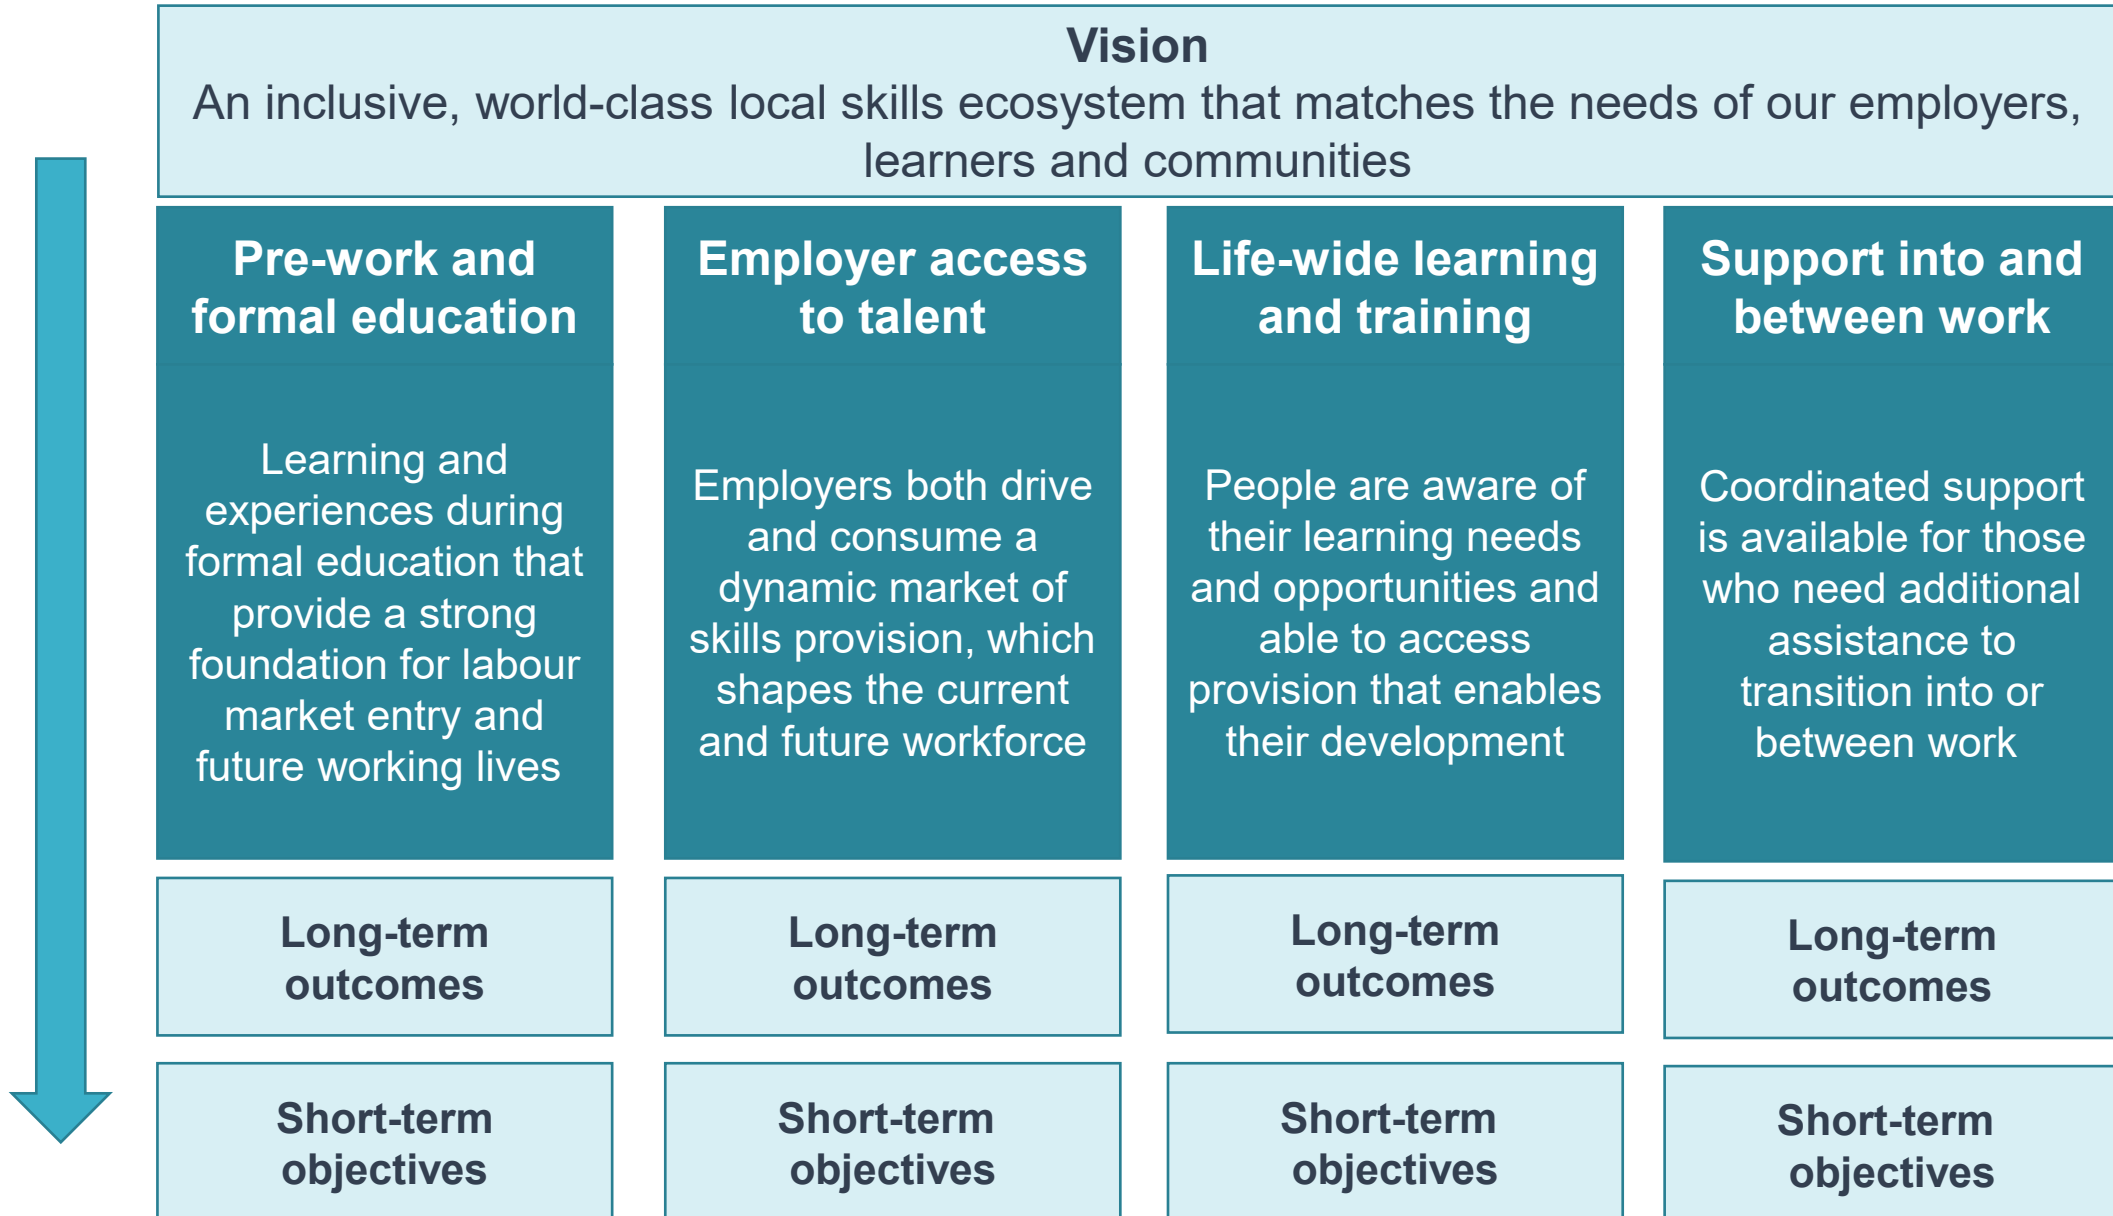 Vision
An inclusive, world-class local skills ecosystem that matches the needs of our employers,
learners and communities
Pre-work and
formal education
Learning and
experiences during
formal education that
provide a strong
foundation for labour
market entry and
future working lives
Employer access
to talent
Employers both drive
and consume a
dynamic market of
skills provision, which
shapes the current
and future workforce
Life-wide learning
and training
People are aware of
their learning needs
and opportunities and
able to access
provision that enables
their development
Support into and
between work
Coordinated support
is available for those
who need additional
assistance to
transition into or
between work
Long-term
outcomes
Long-term
outcomes
Long-term
outcomes
Long-term
outcomes
Short-term
objectives
Short-term
objectives
Short-term
objectives
Short-term
objectives